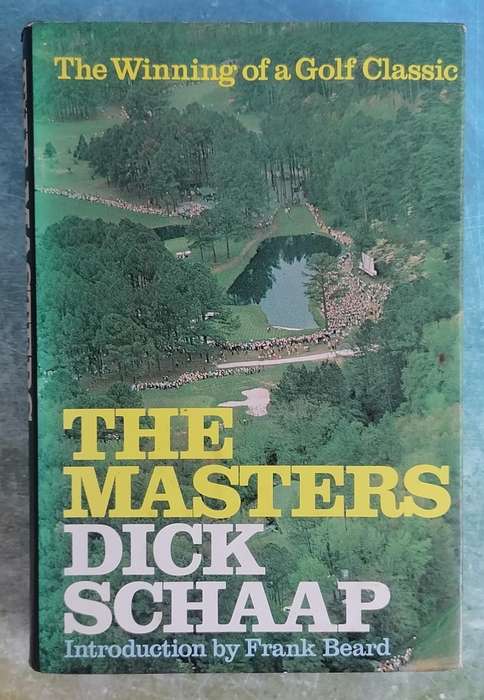 The Winning of a Golf Classic
THE
MASTERS
DICK
SCHAAP
Introduction by Frank Beard